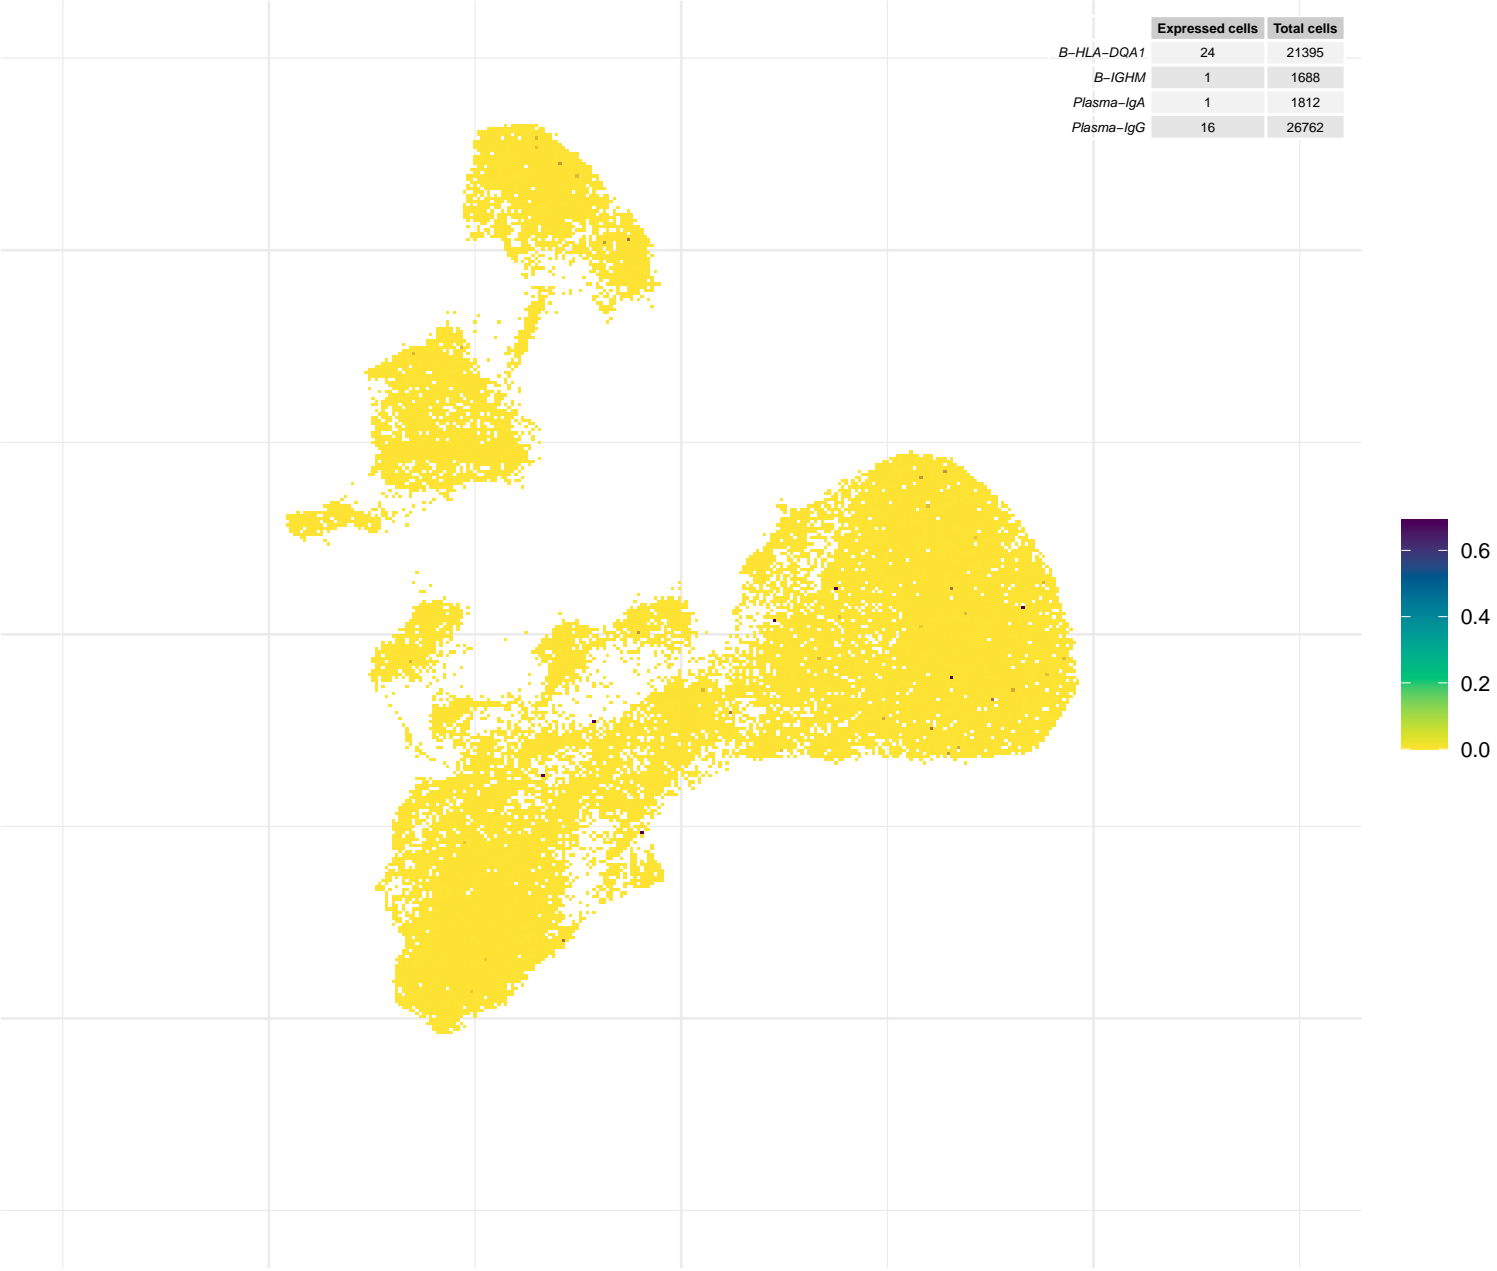 Expressed cells Total cells
B−HLA−DQA1 24 21395
B−IGHM 1 1688
Plasma−IgA 1 1812
Plasma−IgG 16 26762
0.6
0.4
0.2
0.0